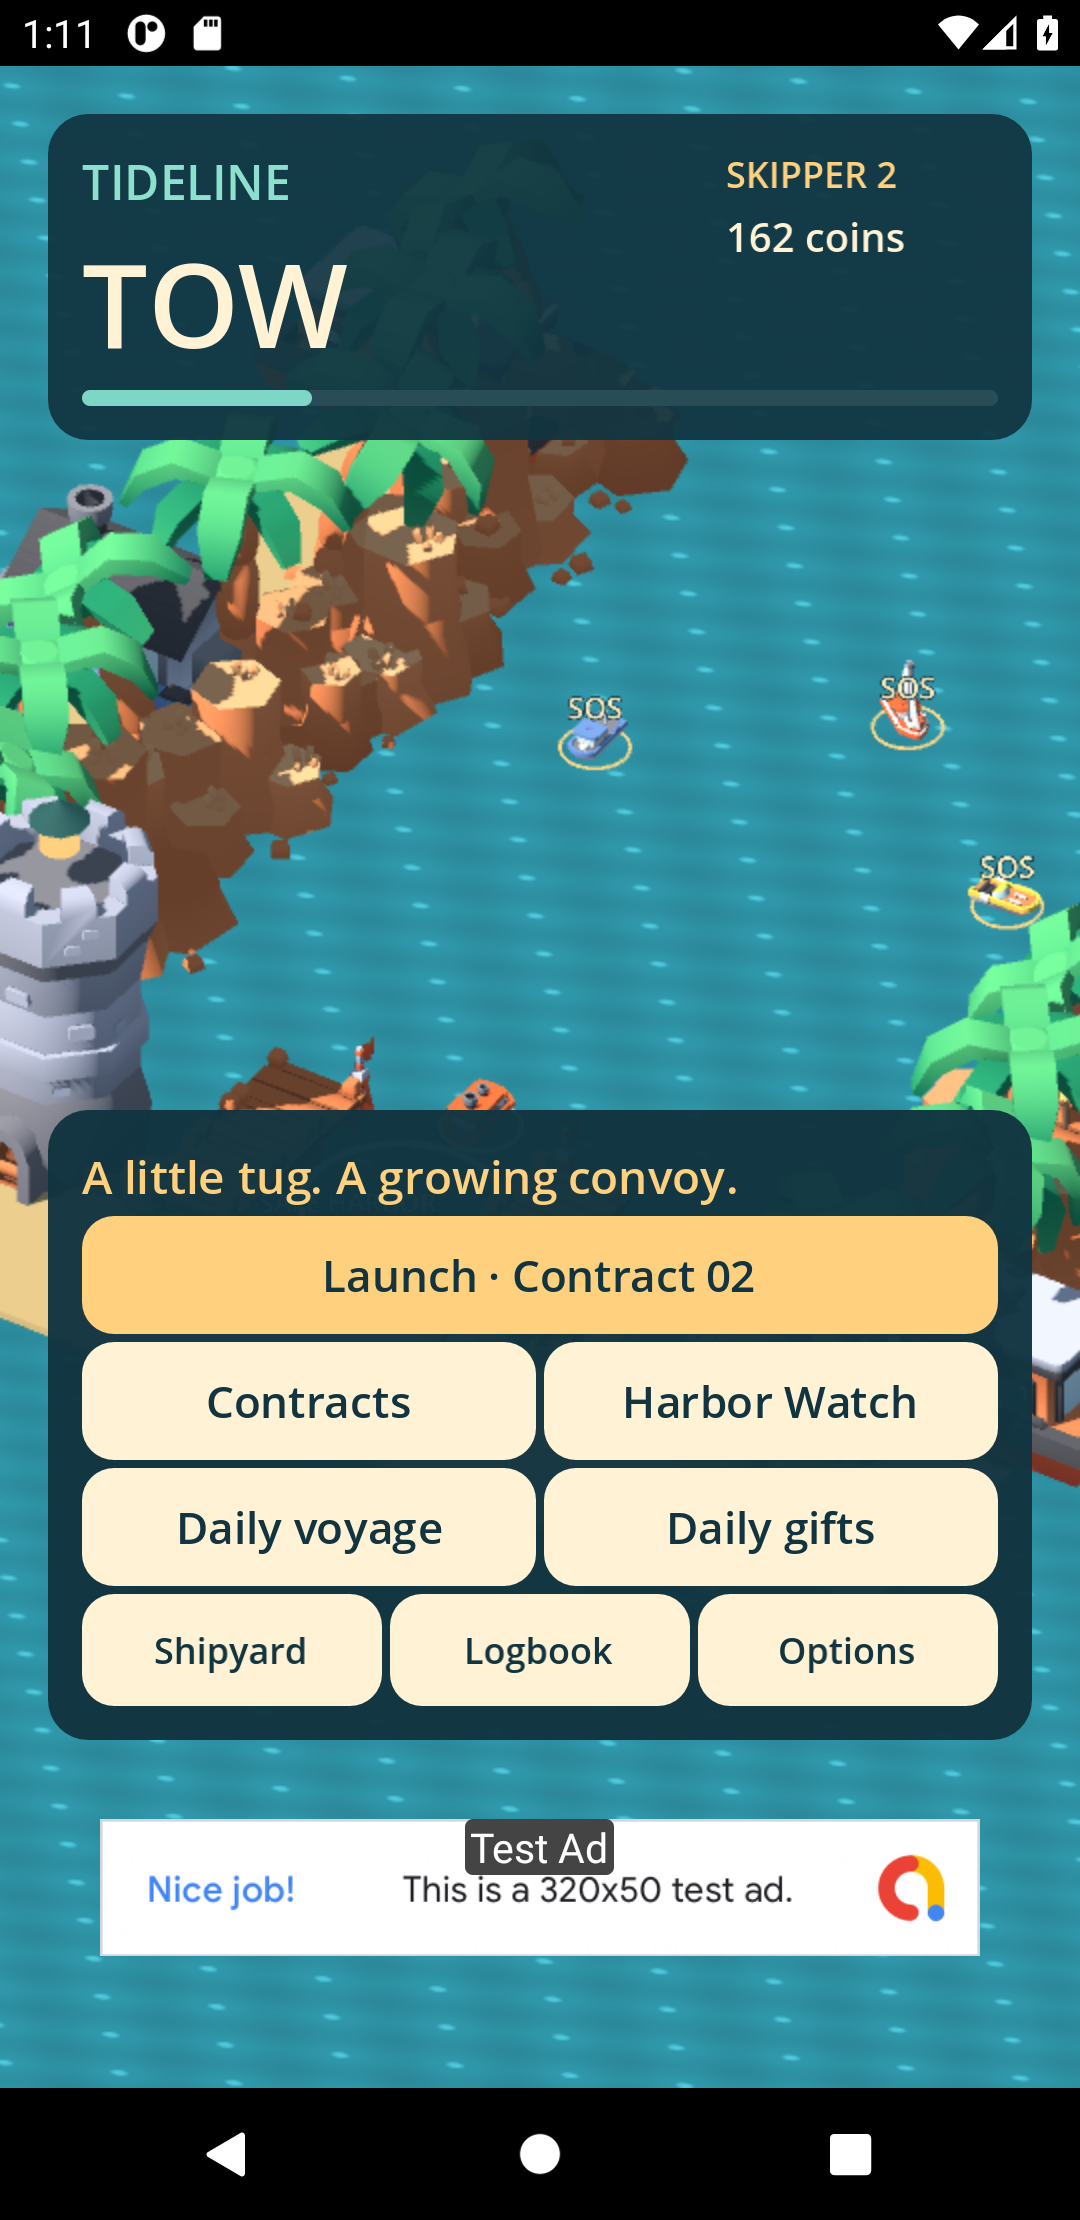 1:11
TIDELINE
SKIPPER 2
162 coins
TOW
SOS
SOS
SOS
A little tug. A growing convoy.
Launch · Contract 02
Contracts
Harbor Watch
Daily voyage
Daily gifts
Shipyard
Logbook
Options
Test Ad
Nice job!
This is a 320x50 test ad.